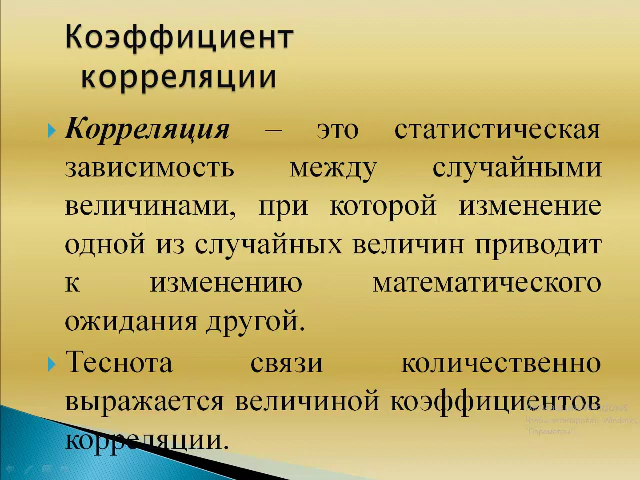 Коэффициент
корреляции
Корреляция – это статистическая
зависимость между случайными
величинами, при которой изменение
одной из случайных величин приводит
к изменению математического
ожидания другой.
Теснота связи количественно
выражается величиной коэффициентов
корреляции.